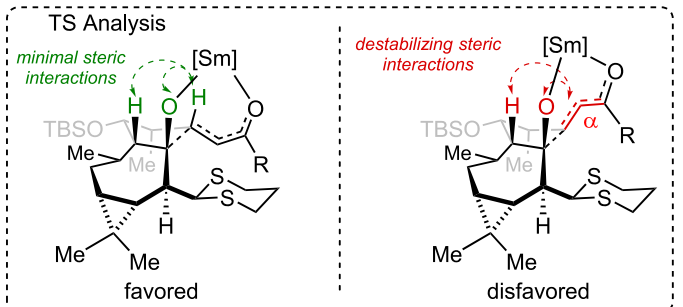 TS Analysis
minimal steric
interactions
[Sm]
H
O
H
O
TBSO
Me
R
Me
S
S
H
Me
Me
favored
destabilizing steric
interactions
[Sm]
H
O
O
α
TBSO
Me
R
Me
S
S
H
Me
Me
disfavored